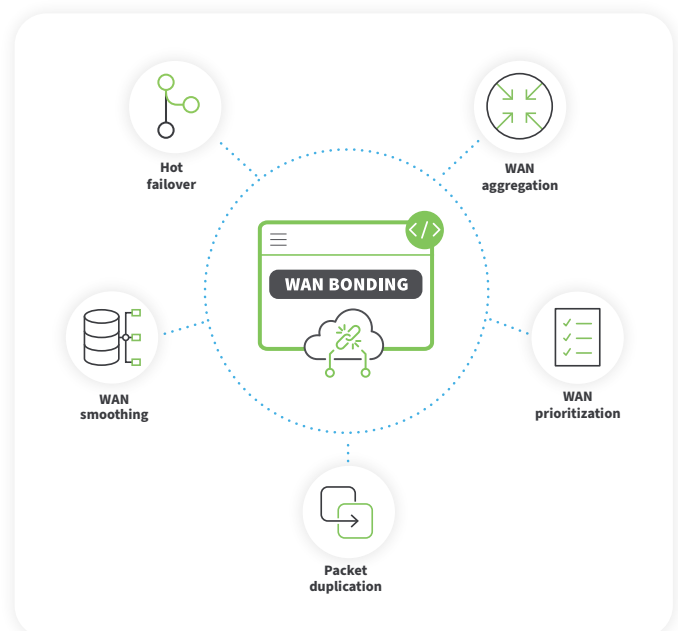 Hot
failover
WAN
aggregation
</>
WAN BONDING
WAN
smoothing
WAN
prioritization
Packet
duplication